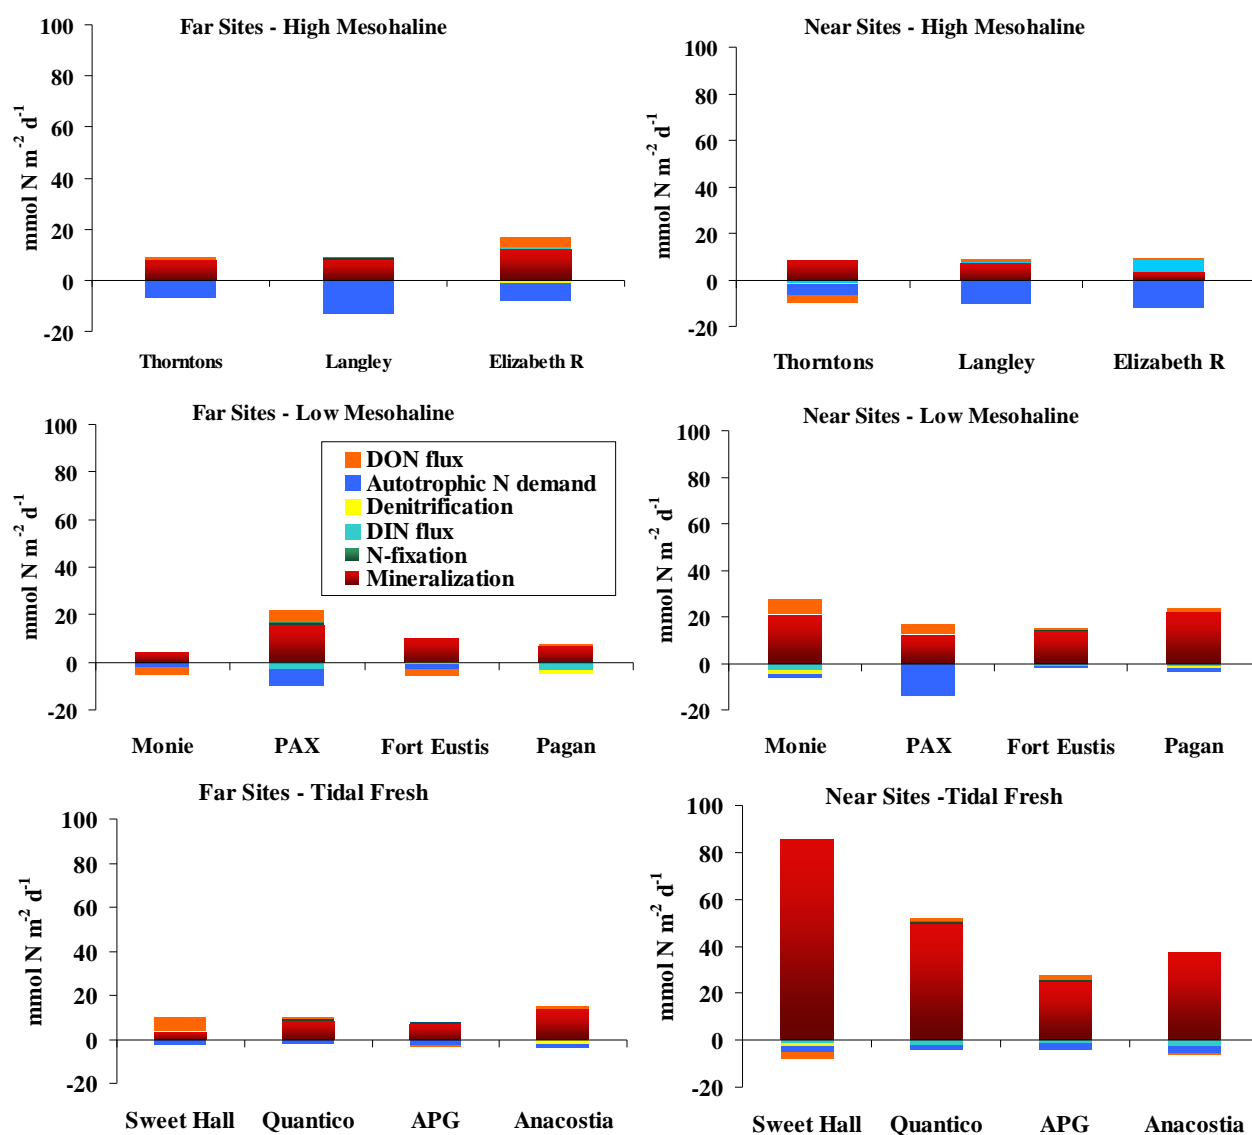 Far Sites - High Mesohaline
mmol N m-2 d-1
100
80
60
40
20
0
-20
Thorntons Langley Elizabeth R
Near Sites - High Mesohaline
mmol N m-2 d-1
100
80
60
40
20
0
-20
Thorntons Langley Elizabeth R
Far Sites - Low Mesohaline
mmol N m-2 d-1
100
80
60
40
20
0
-20
DON flux
Autotrophic N demand
Denitrification
DIN flux
N-fixation
Mineralization
Monie PAX Fort Eustis Pagan
Near Sites - Low Mesohaline
mmol N m-2 d-1
100
80
60
40
20
0
-20
Monie PAX Fort Eustis Pagan
Far Sites - Tidal Fresh
mmol N m-2 d-1
100
80
60
40
20
0
-20
Sweet Hall Quantico APG Anacostia
Near Sites -Tidal Fresh
mmol N m-2 d-1
100
80
60
40
20
0
-20
Sweet Hall Quantico APG Anacostia